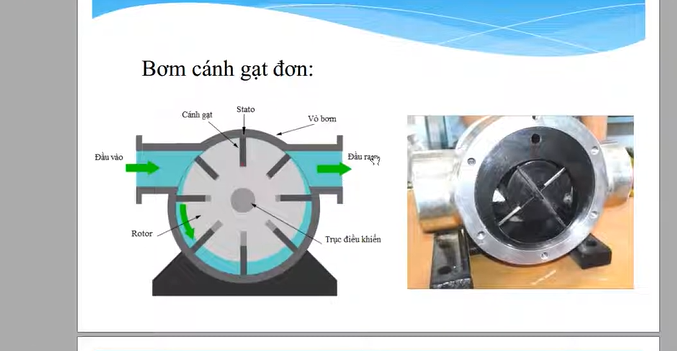 Bơm cánh gạt đơn:
Stato
Cánh gạt
Vỏ bơm
Đầu vào
Đầu ra
Rotor
Trục điều khiển